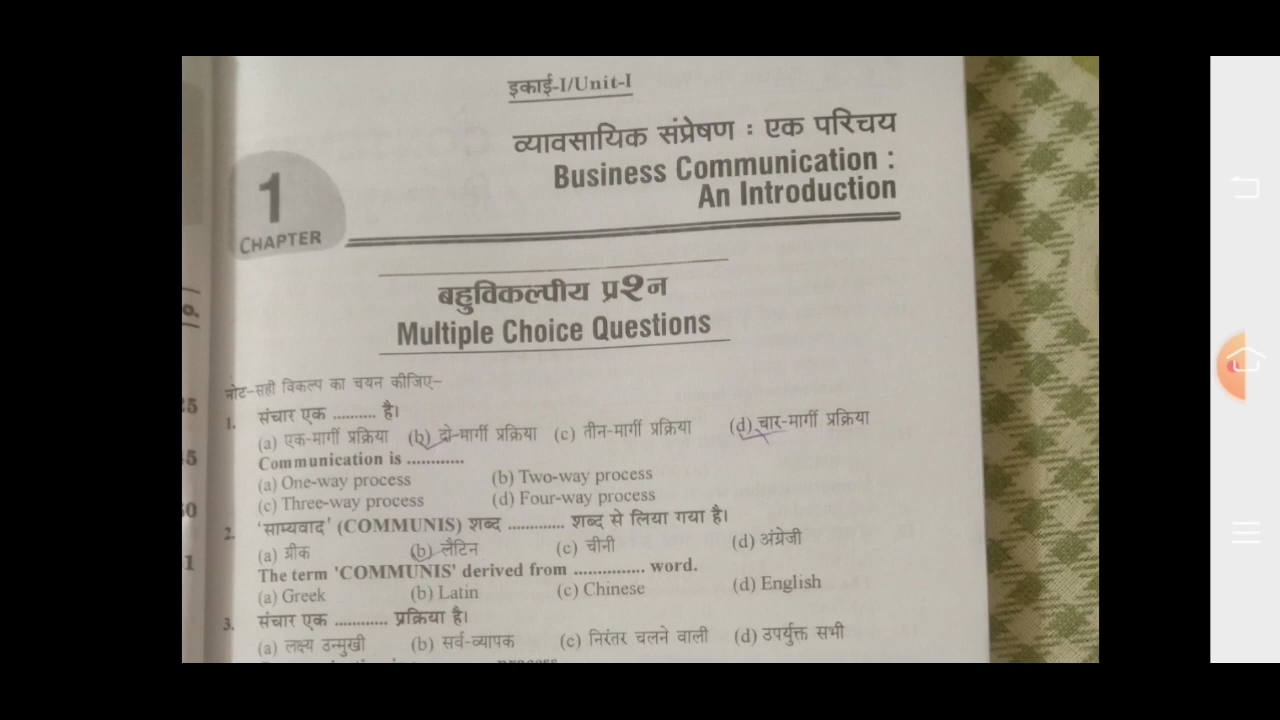 इकाई-I/Unit-I
व्यावसायिक संप्रेषण : एक परिचय
Business Communication :
An Introduction
1
CHAPTER
बहुविकल्पीय प्रश्न
Multiple Choice Questions
नोट–सही विकल्प का चयन कीजिए–
1. संचार एक .......... है।
(a) एक-मार्गी प्रक्रिया (b) दो-मार्गी प्रक्रिया (c) तीन-मार्गी प्रक्रिया (d) चार-मार्गी प्रक्रिया
Communication is ............
(a) One-way process (b) Two-way process
(c) Three-way process (d) Four-way process
2. 'साम्यवाद' (COMMUNIS) शब्द ............. शब्द से लिया गया है।
(a) ग्रीक (b) लैटिन (c) चीनी (d) अंग्रेजी
The term 'COMMUNIS' derived from ............... word.
(a) Greek (b) Latin (c) Chinese (d) English
3. संचार एक ............ प्रक्रिया है।
(a) लक्ष्य उन्मुखी (b) सर्व-व्यापक (c) निरंतर चलने वाली (d) उपर्युक्त सभी